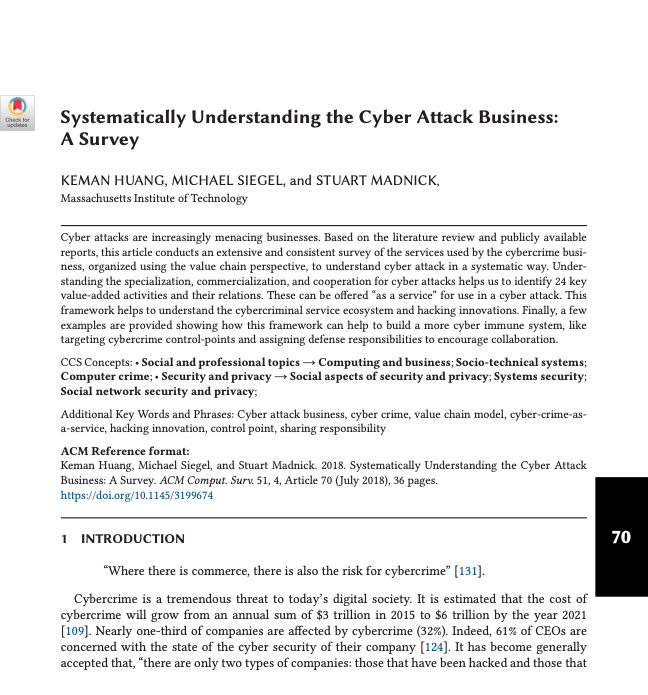 Check for
updates
Systematically Understanding the Cyber Attack Business:
A Survey
KEMAN HUANG, MICHAEL SIEGEL, and STUART MADNICK,
Massachusetts Institute of Technology
Cyber attacks are increasingly menacing businesses. Based on the literature review and publicly available
reports, this article conducts an extensive and consistent survey of the services used by the cybercrime busi-
ness, organized using the value chain perspective, to understand cyber attack in a systematic way. Under-
standing the specialization, commercialization, and cooperation for cyber attacks helps us to identify 24 key
value-added activities and their relations. These can be offered “as a service” for use in a cyber attack. This
framework helps to understand the cybercriminal service ecosystem and hacking innovations. Finally, a few
examples are provided showing how this framework can help to build a more cyber immune system, like
targeting cybercrime control-points and assigning defense responsibilities to encourage collaboration.
CCS Concepts: • Social and professional topics → Computing and business; Socio-technical systems;
Computer crime; • Security and privacy → Social aspects of security and privacy; Systems security;
Social network security and privacy;
Additional Key Words and Phrases: Cyber attack business, cyber crime, value chain model, cyber-crime-as-
a-service, hacking innovation, control point, sharing responsibility
ACM Reference format:
Keman Huang, Michael Siegel, and Stuart Madnick. 2018. Systematically Understanding the Cyber Attack
Business: A Survey. ACM Comput. Surv. 51, 4, Article 70 (July 2018), 36 pages.
https://doi.org/10.1145/3199674
70
1 INTRODUCTION
“Where there is commerce, there is also the risk for cybercrime” [131].
Cybercrime is a tremendous threat to today’s digital society. It is estimated that the cost of
cybercrime will grow from an annual sum of $3 trillion in 2015 to $6 trillion by the year 2021
[109]. Nearly one-third of companies are affected by cybercrime (32%). Indeed, 61% of CEOs are
concerned with the state of the cyber security of their company [124]. It has become generally
accepted that, “there are only two types of companies: those that have been hacked and those that